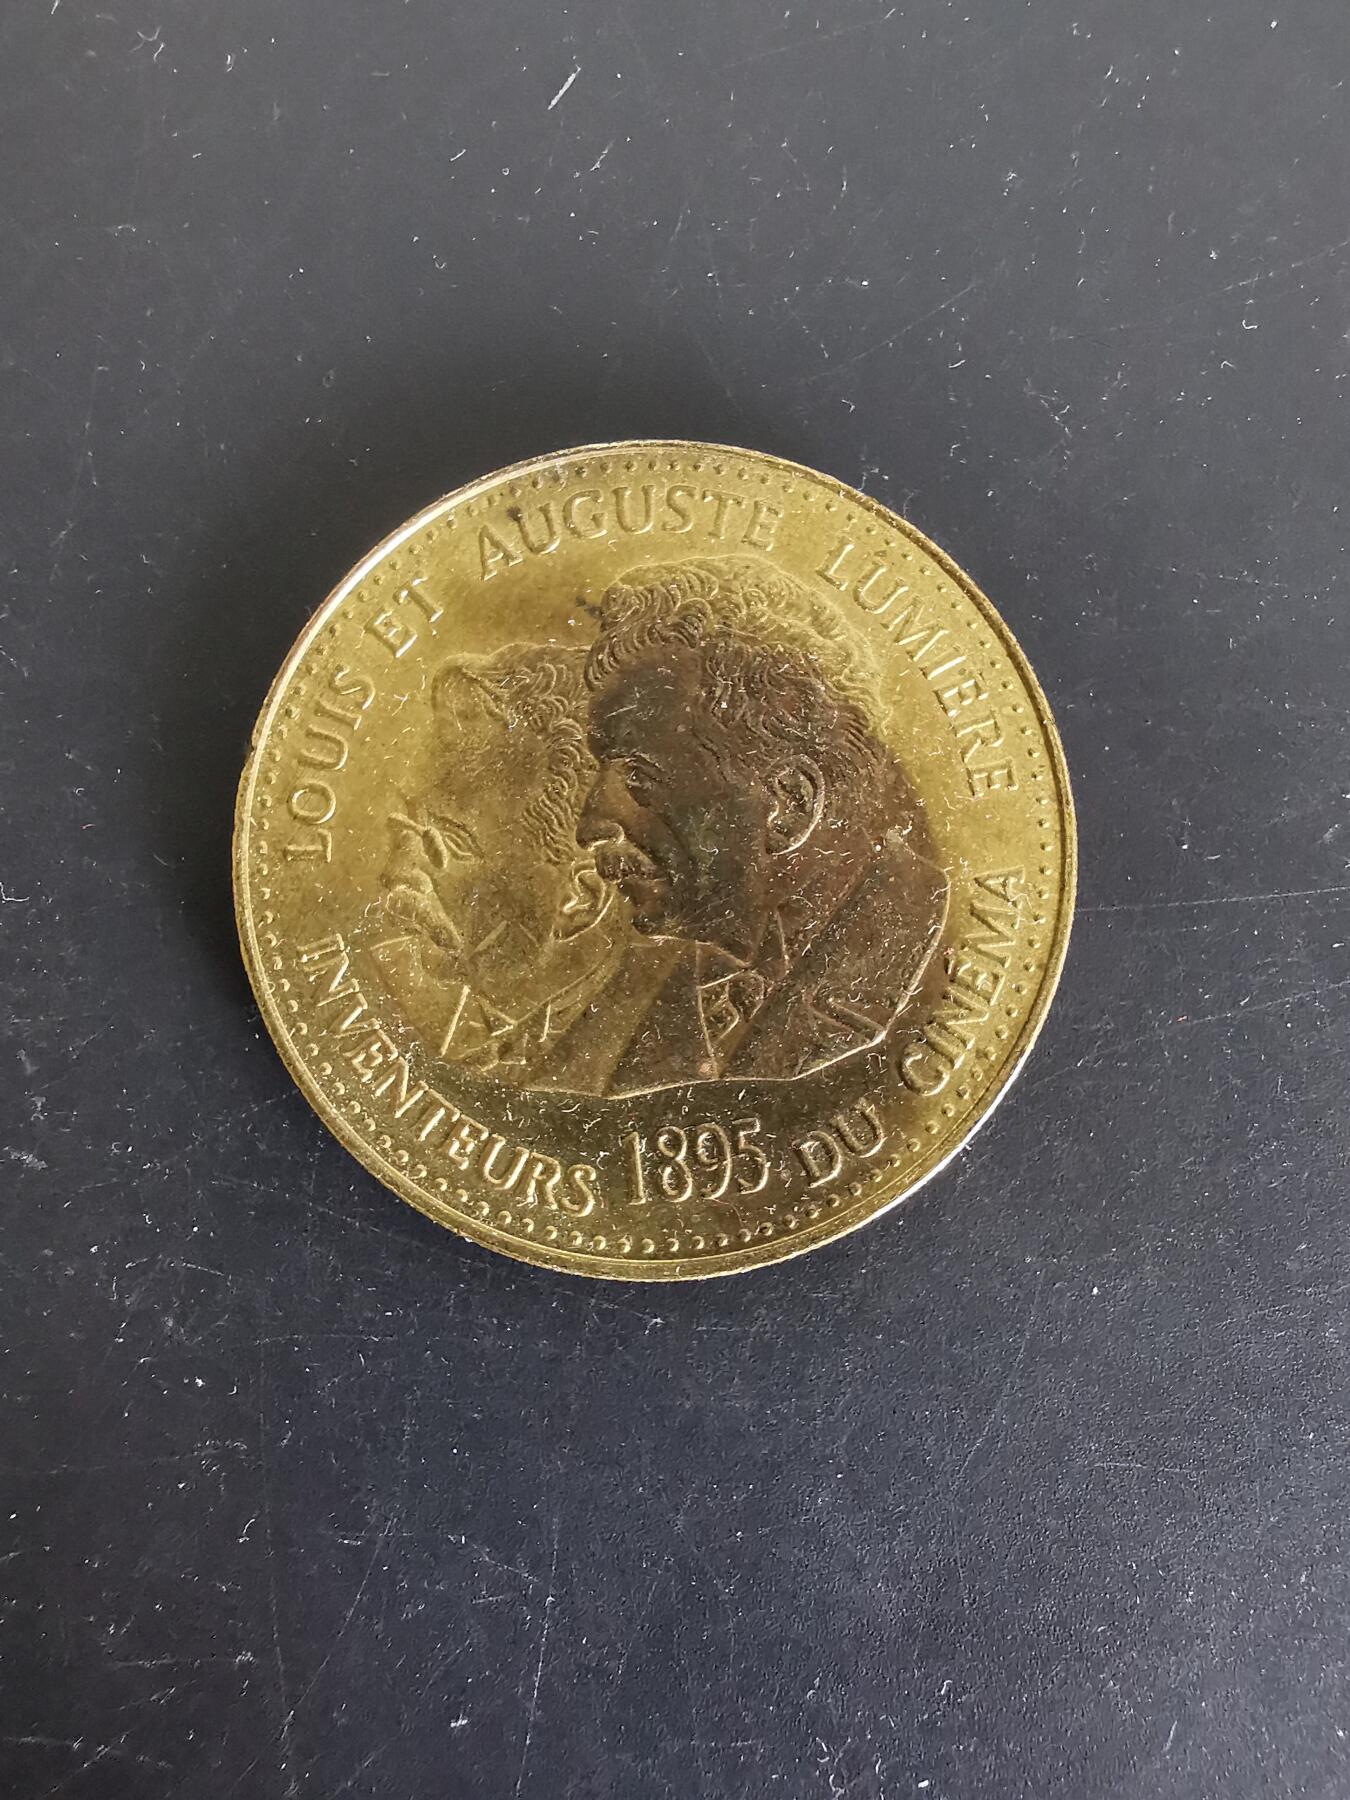 LOUIS ET AUGUSTE LUMIÈRE
INVENTEURS 1895 DU CINÉMA